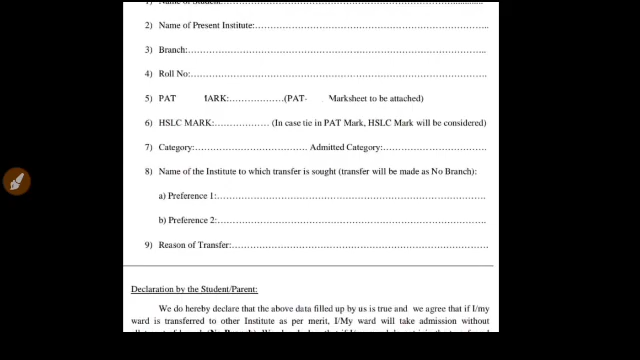 1) Name of Student:……………………………………………………………………............
2) Name of Present Institute:……………………………………………………………...
3) Branch:…………………………………………………………………………………..
4) Roll No:………………………………………………………………………………….
5) PAT MARK:………………(PAT- Marksheet to be attached)
6) HSLC MARK:……………… (In case tie in PAT Mark, HSLC Mark will be considered)
7) Category:……………………………… Admitted Category:……………………………
8) Name of the Institute to which transfer is sought (transfer will be made as No Branch):
a) Preference 1:…………………………………………………………………………..
b) Preference 2:…………………………………………………………………………..
9) Reason of Transfer:………………………………………………………………………
Declaration by the Student/Parent:
We do hereby declare that the above data filled up by us is true and we agree that if I/my
ward is transferred to other Institute as per merit, I/My ward will take admission without